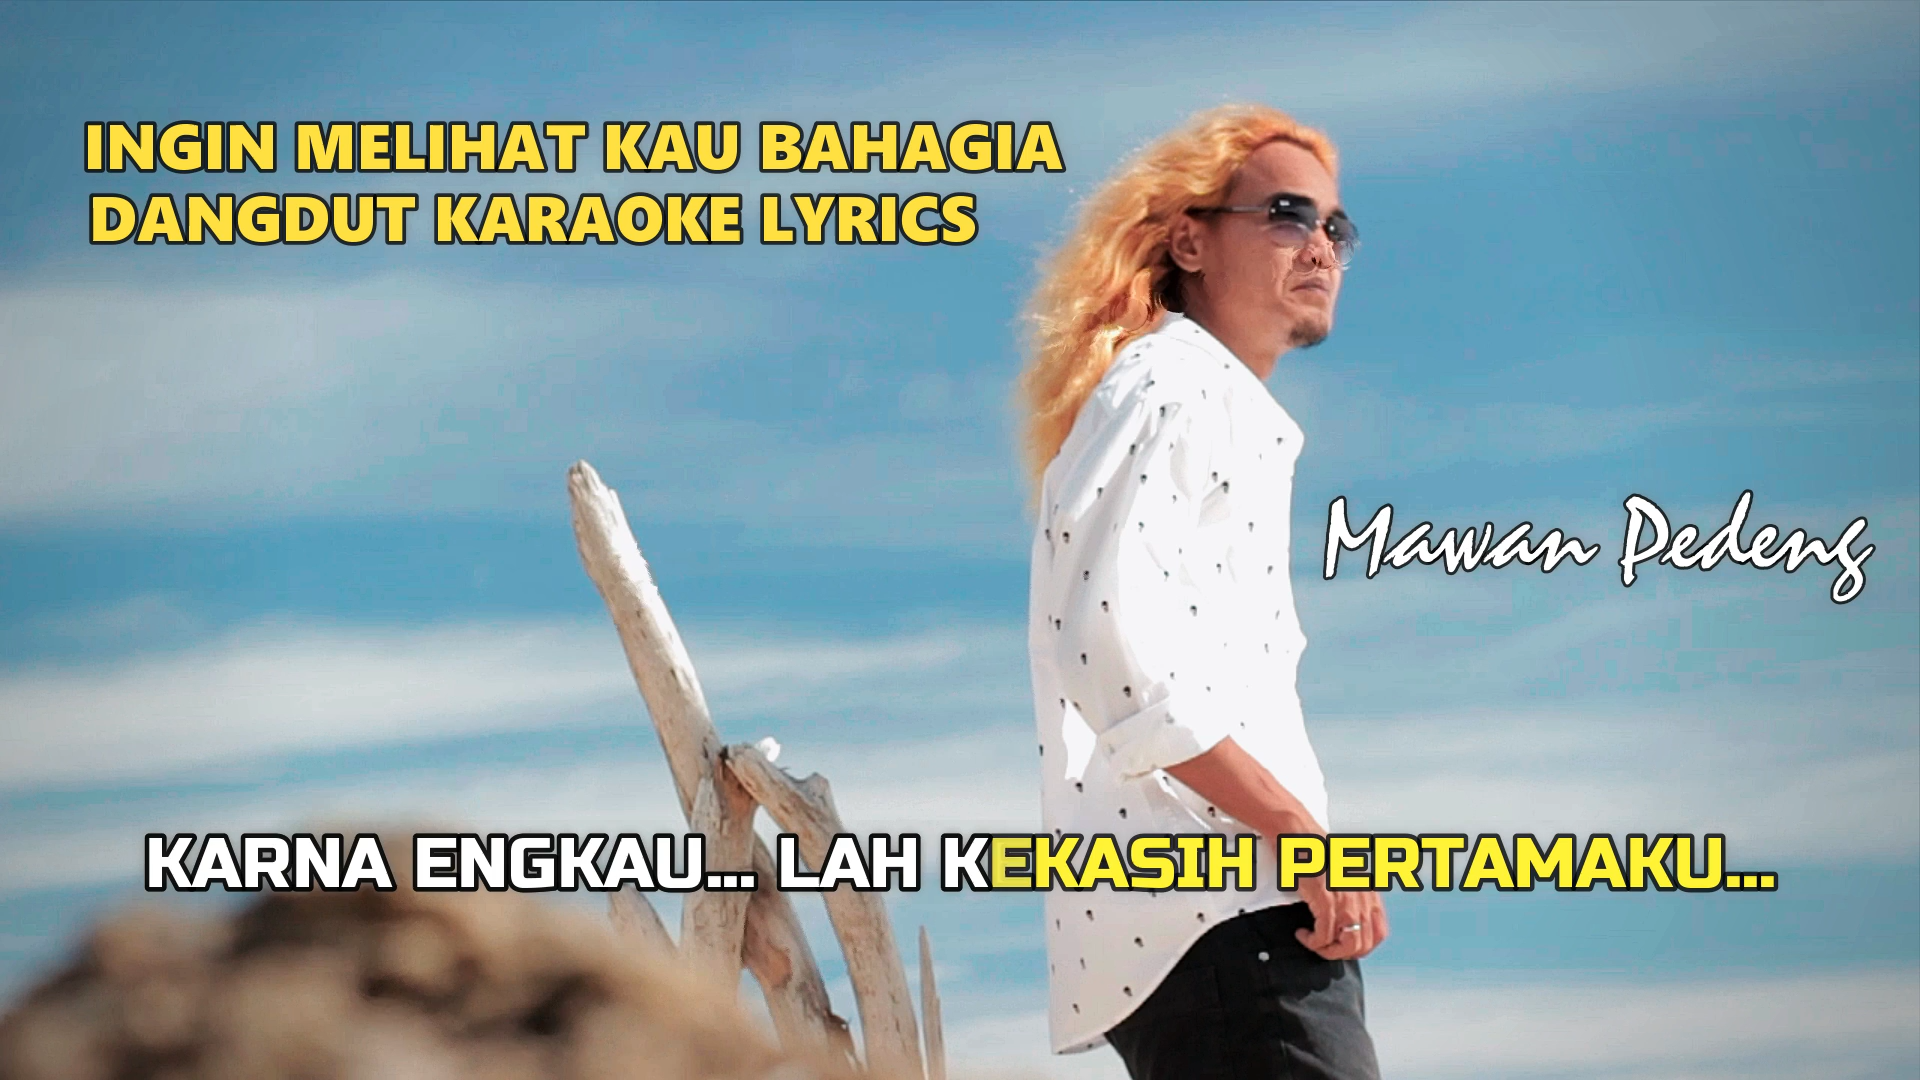 INGIN MELIHAT KAU BAHAGIA
DANGDUT KARAOKE LYRICS
Mawan Pedeng
KARNA ENGKAU... LAH KEKASIH PERTAMAKU...